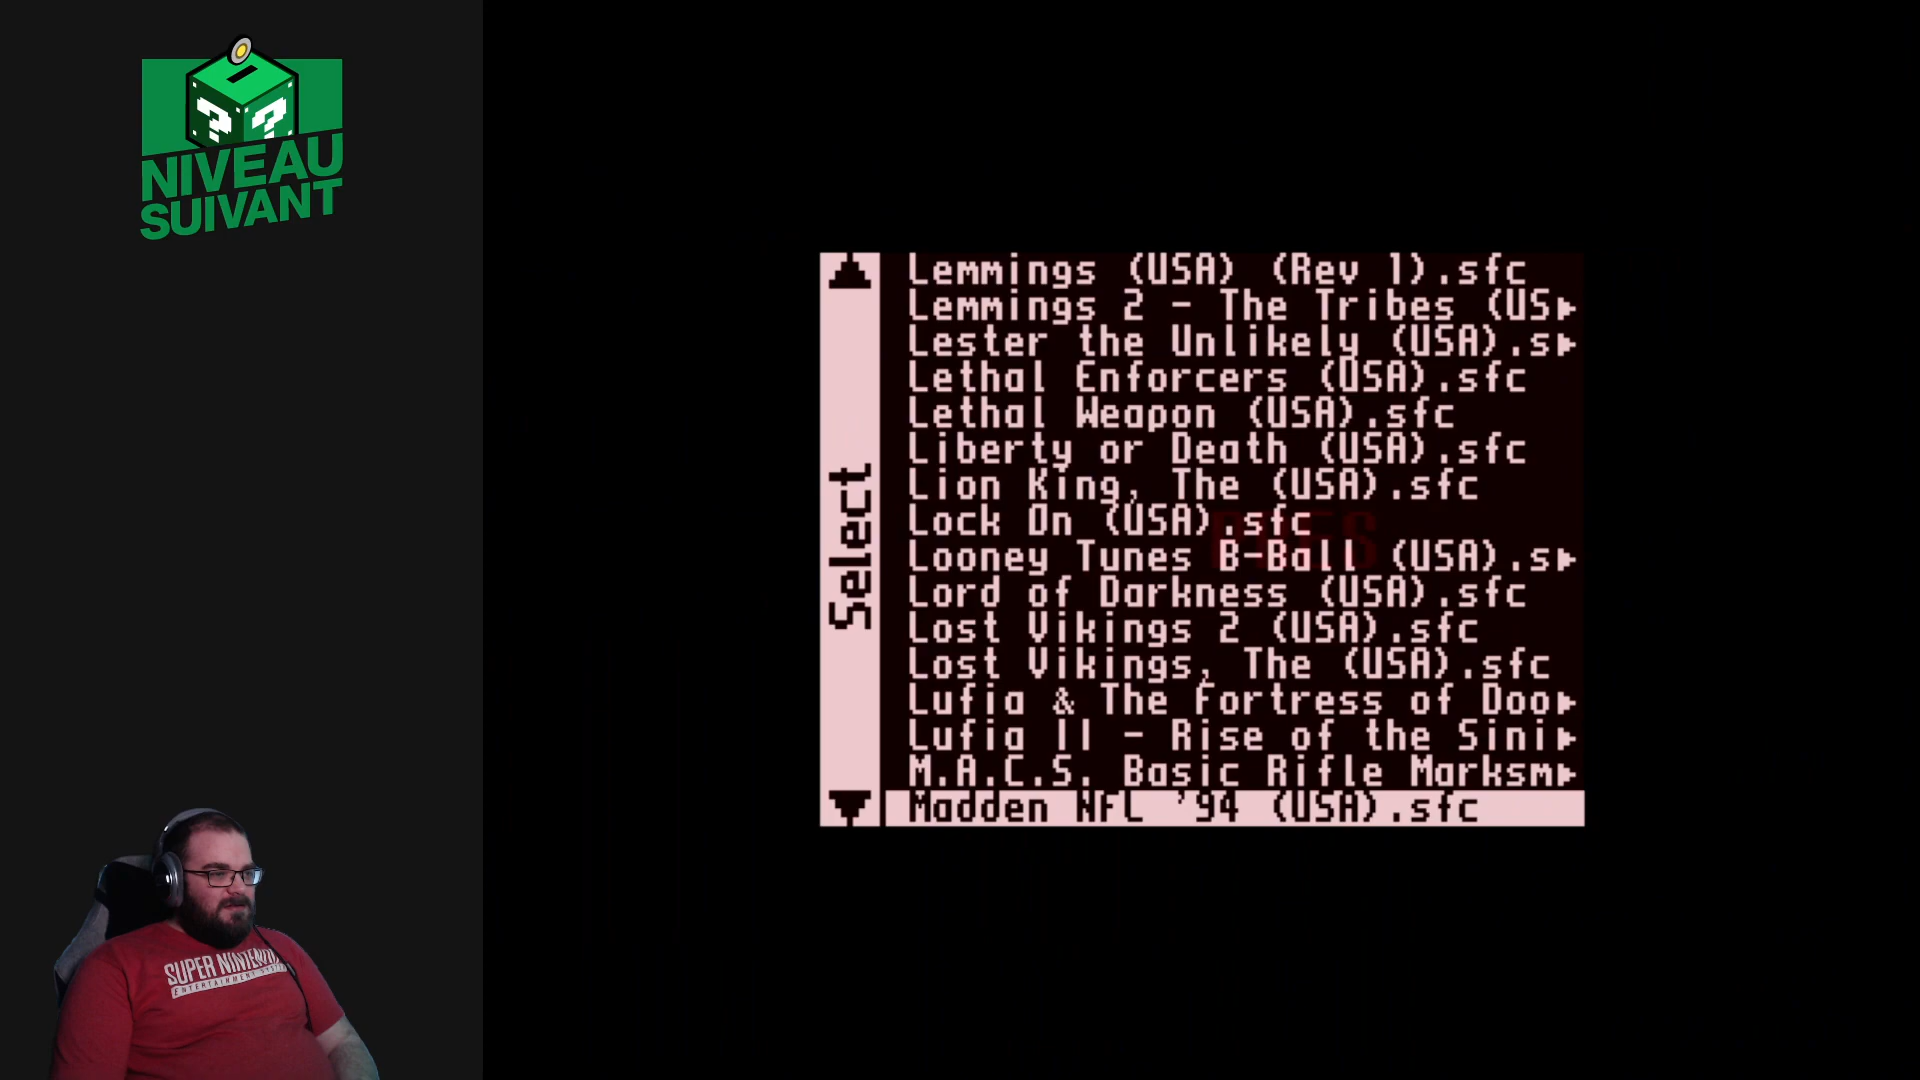 NIVEAU
SUIVANT
Select
Lemmings (USA) (Rev 1).sfc
Lemmings 2 - The Tribes (US
Lester the Unlikely (USA).s
Lethal Enforcers (USA).sfc
Lethal Weapon (USA).sfc
Liberty or Death (USA).sfc
Lion King, The (USA).sfc
Lock On (USA).sfc
Looney Tunes B-Ball (USA).s
Lord of Darkness (USA).sfc
Lost Vikings 2 (USA).sfc
Lost Vikings, The (USA).sfc
Lufia & The Fortress of Doo
Lufia II - Rise of the Sini
M.A.C.S. Basic Rifle Marksm
Madden NFL '94 (USA).sfc
SUPER NINTENDO
ENTERTAINMENT SYSTEM